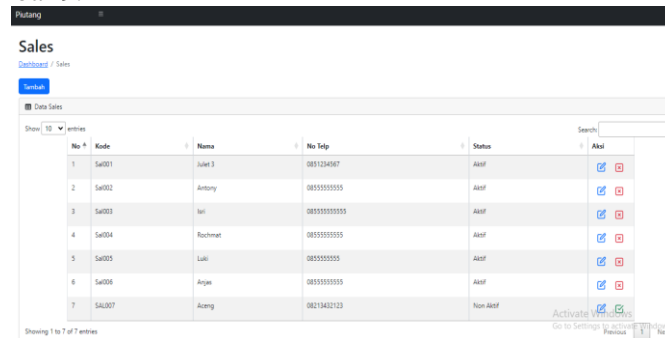 Piutang
Sales
Dashboard / Sales
Tambah
Data Sales
Show 10 entries Search:
No Kode Nama No Telp Status Aksi
1 Sal001 Julet 3 0851234567 Aktif
2 Sal002 Antony 08555555555 Aktif
3 Sal003 Ieri 085555555555 Aktif
4 Sal004 Rochmat 08555555555 Aktif
5 Sal005 Luki 0855555555 Aktif
6 Sal006 Anjas 08555555555 Aktif
7 SAL007 Aceng 08213432123 Non Aktif
Activate Windows
Go to Settings to activate Windows
Showing 1 to 7 of 7 entries Previous 1